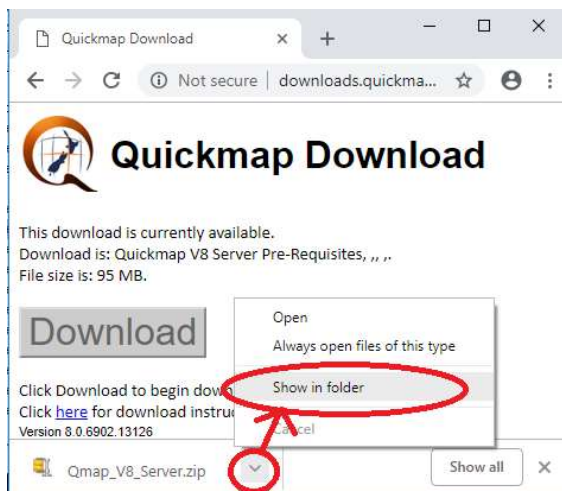 Quickmap Download
Not secure | downloads.quickma...
Quickmap Download
This download is currently available.
Download is: Quickmap V8 Server Pre-Requisites, ,, ,.
File size is: 95 MB.
Download
Open
Always open files of this type
Show in folder
Cancel
Click Download to begin down
Click here for download instruc
Version 8.0.6902.13126
Qmap_V8_Server.zip
Show all